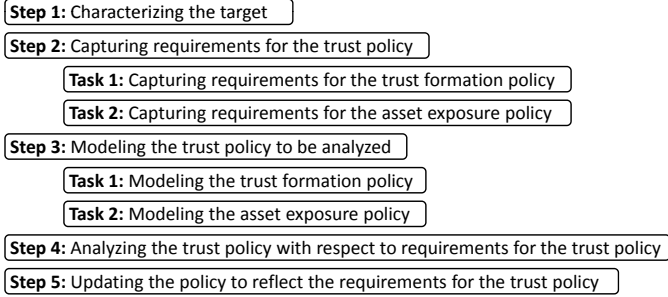 Step 1: Characterizing the target
Step 2: Capturing requirements for the trust policy
Task 1: Capturing requirements for the trust formation policy
Task 2: Capturing requirements for the asset exposure policy
Step 3: Modeling the trust policy to be analyzed
Task 1: Modeling the trust formation policy
Task 2: Modeling the asset exposure policy
Step 4: Analyzing the trust policy with respect to requirements for the trust policy
Step 5: Updating the policy to reflect the requirements for the trust policy